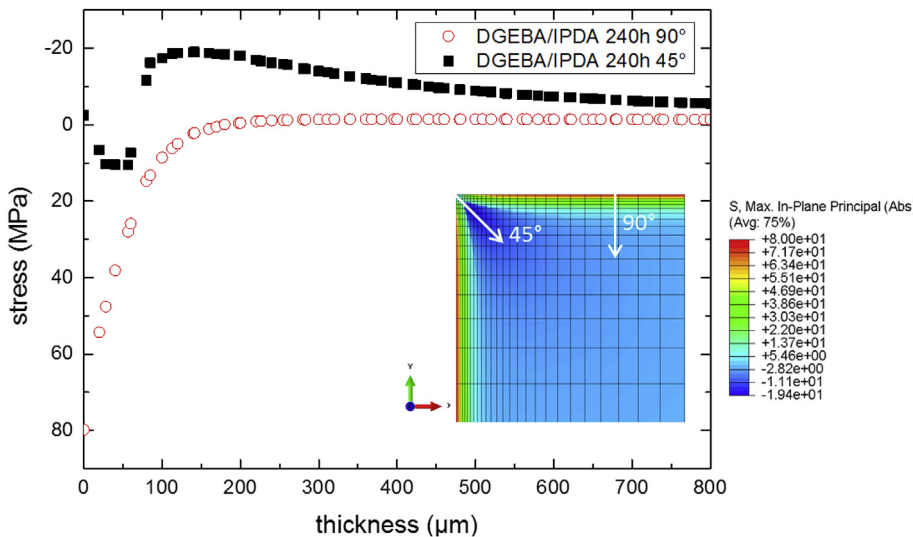 DGEBA/IPDA 240h 90°
DGEBA/IPDA 240h 45°
-20
0
20
40
60
80
stress (MPa)
0
100
200
300
400
500
600
700
800
thickness (µm)
45°
90°
Y
X
S, Max. In-Plane Principal (Abs
(Avg: 75%)
+8.00e+01
+7.17e+01
+6.34e+01
+5.51e+01
+4.69e+01
+3.86e+01
+3.03e+01
+2.20e+01
+1.37e+01
+5.46e+00
-2.82e+00
-1.11e+01
-1.94e+01